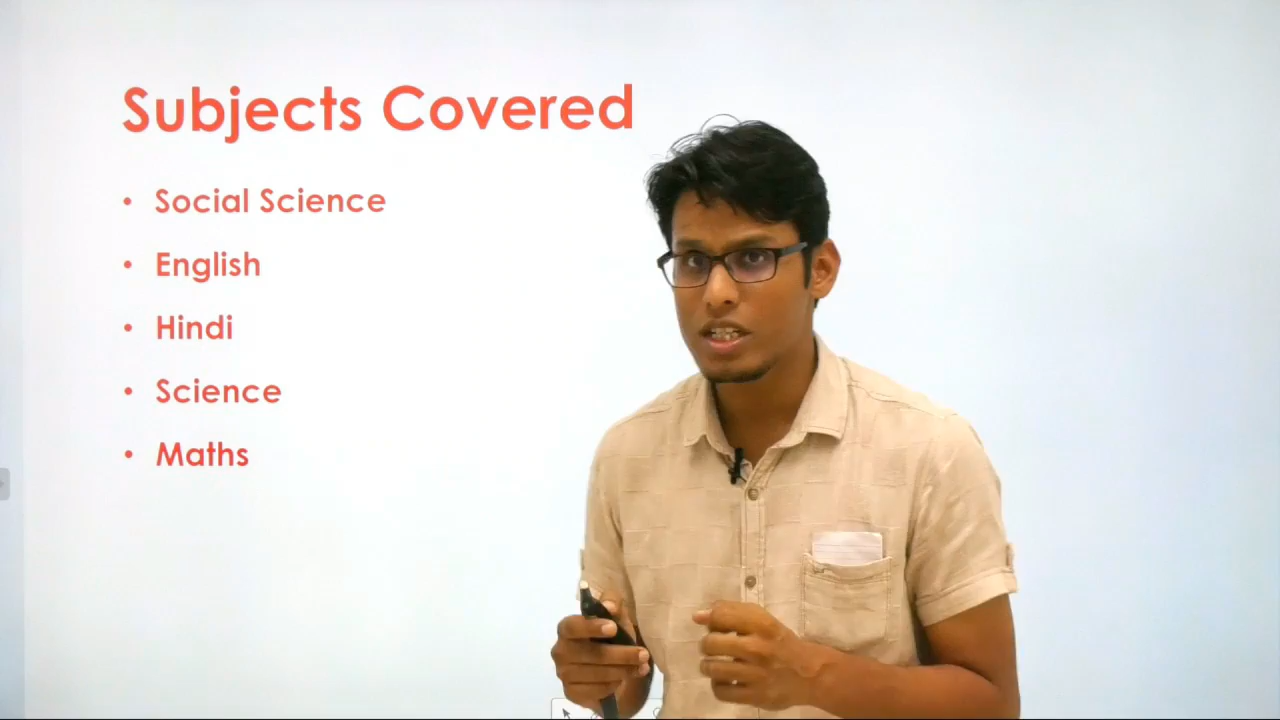 Subjects Covered
• Social Science
• English
• Hindi
• Science
• Maths